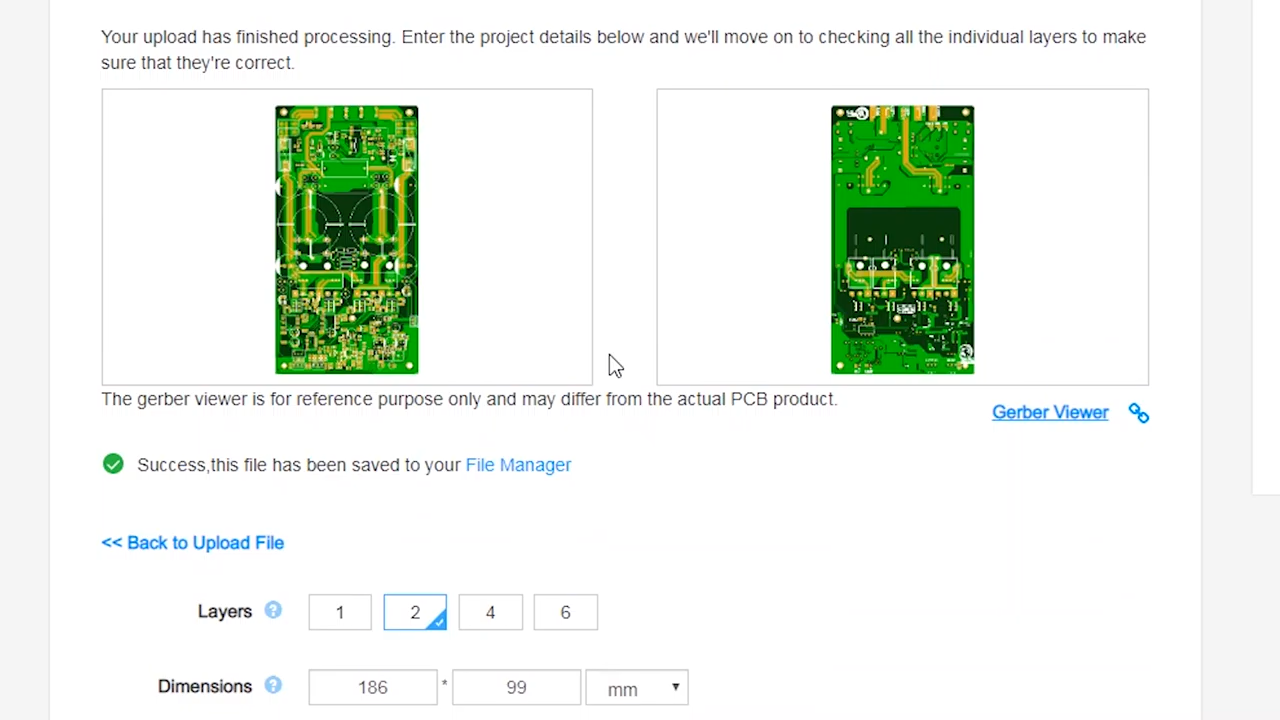 Your upload has finished processing. Enter the project details below and we'll move on to checking all the individual layers to make
sure that they're correct.
The gerber viewer is for reference purpose only and may differ from the actual PCB product.
Gerber Viewer
Success,this file has been saved to your File Manager
<< Back to Upload File
Layers ? 1 2 4 6
Dimensions ? 186 * 99 mm